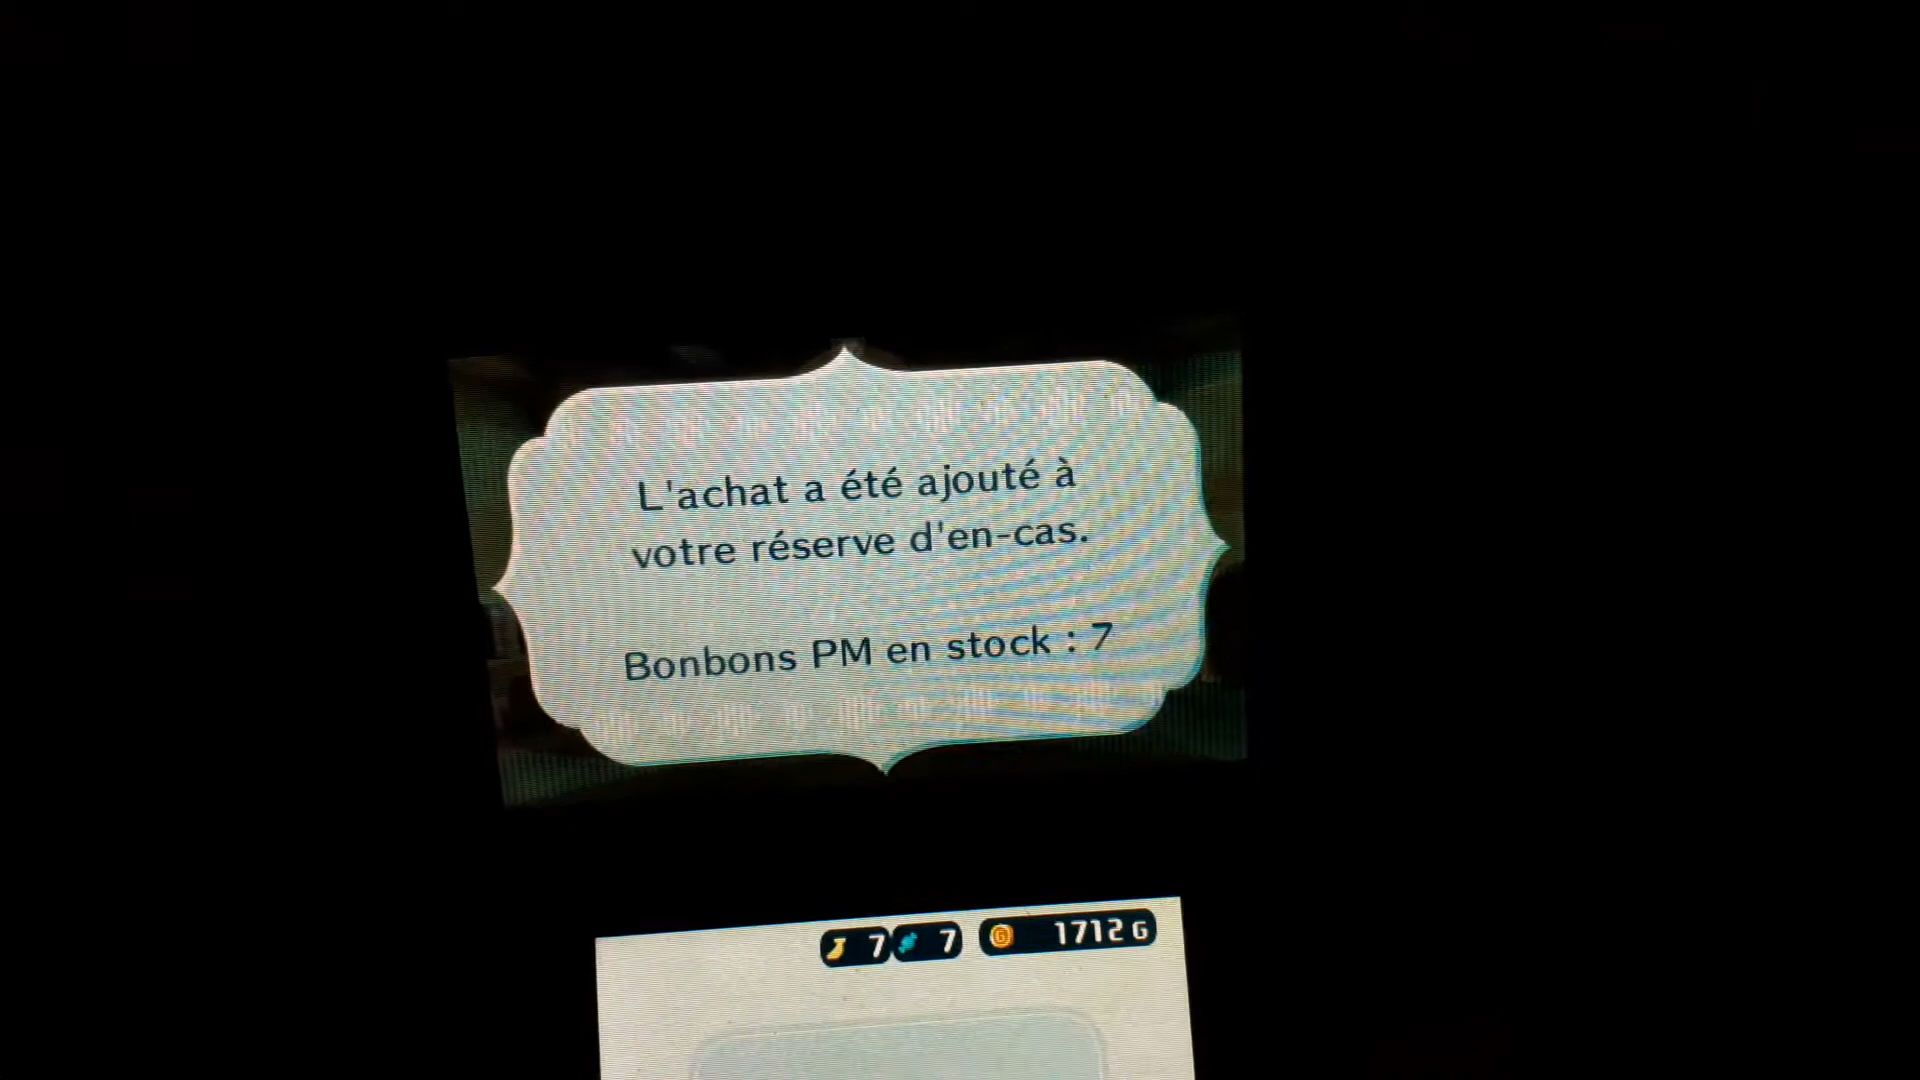 L'achat a été ajouté à
votre réserve d'en-cas.
Bonbons PM en stock : 7
7 7 1712 G